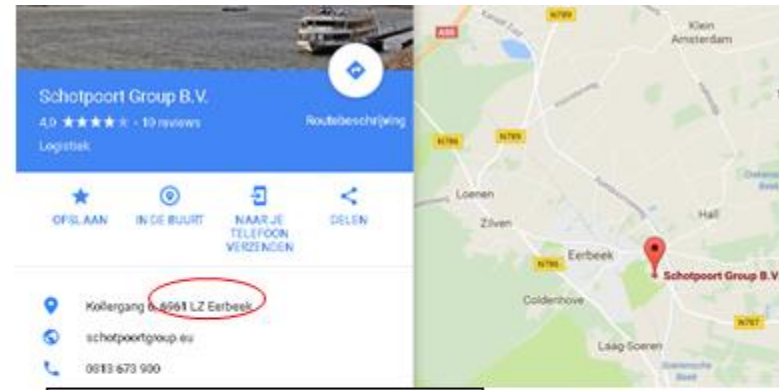 Schotpoort Group B.V.
4,0 ★★★★★ - 10 reviews
Routebeschrijving
Logistiek
OPSLAAN
IN DE BUURT
NAAR JE
TELEFOON
VERZENDEN
DELEN
Kollergang 6, 6961 LZ Eerbeek
schotpoortgroup.eu
0313 673 900
N789
Klein
Amsterdam
A50
N786
N789
Loenen
Zilven
Hall
Eerbeek
N786
Schotpoort Group B.V
Coldenhove
N787
Laag-Soeren